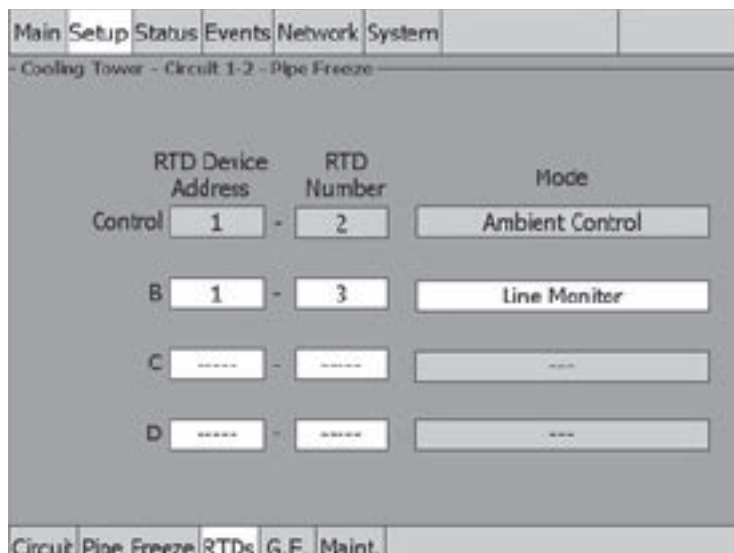 Main Setup Status Events Network System
Cooling Tower - Circuit 1-2 - Pipe Freeze
RTD Device Address RTD Number Mode
Control 1 - 2 Ambient Control
B 1 - 3 Line Monitor
C ----- - ----- ---
D ----- - ----- ---
Circuit Pipe Freeze RTDs G.F. Maint.